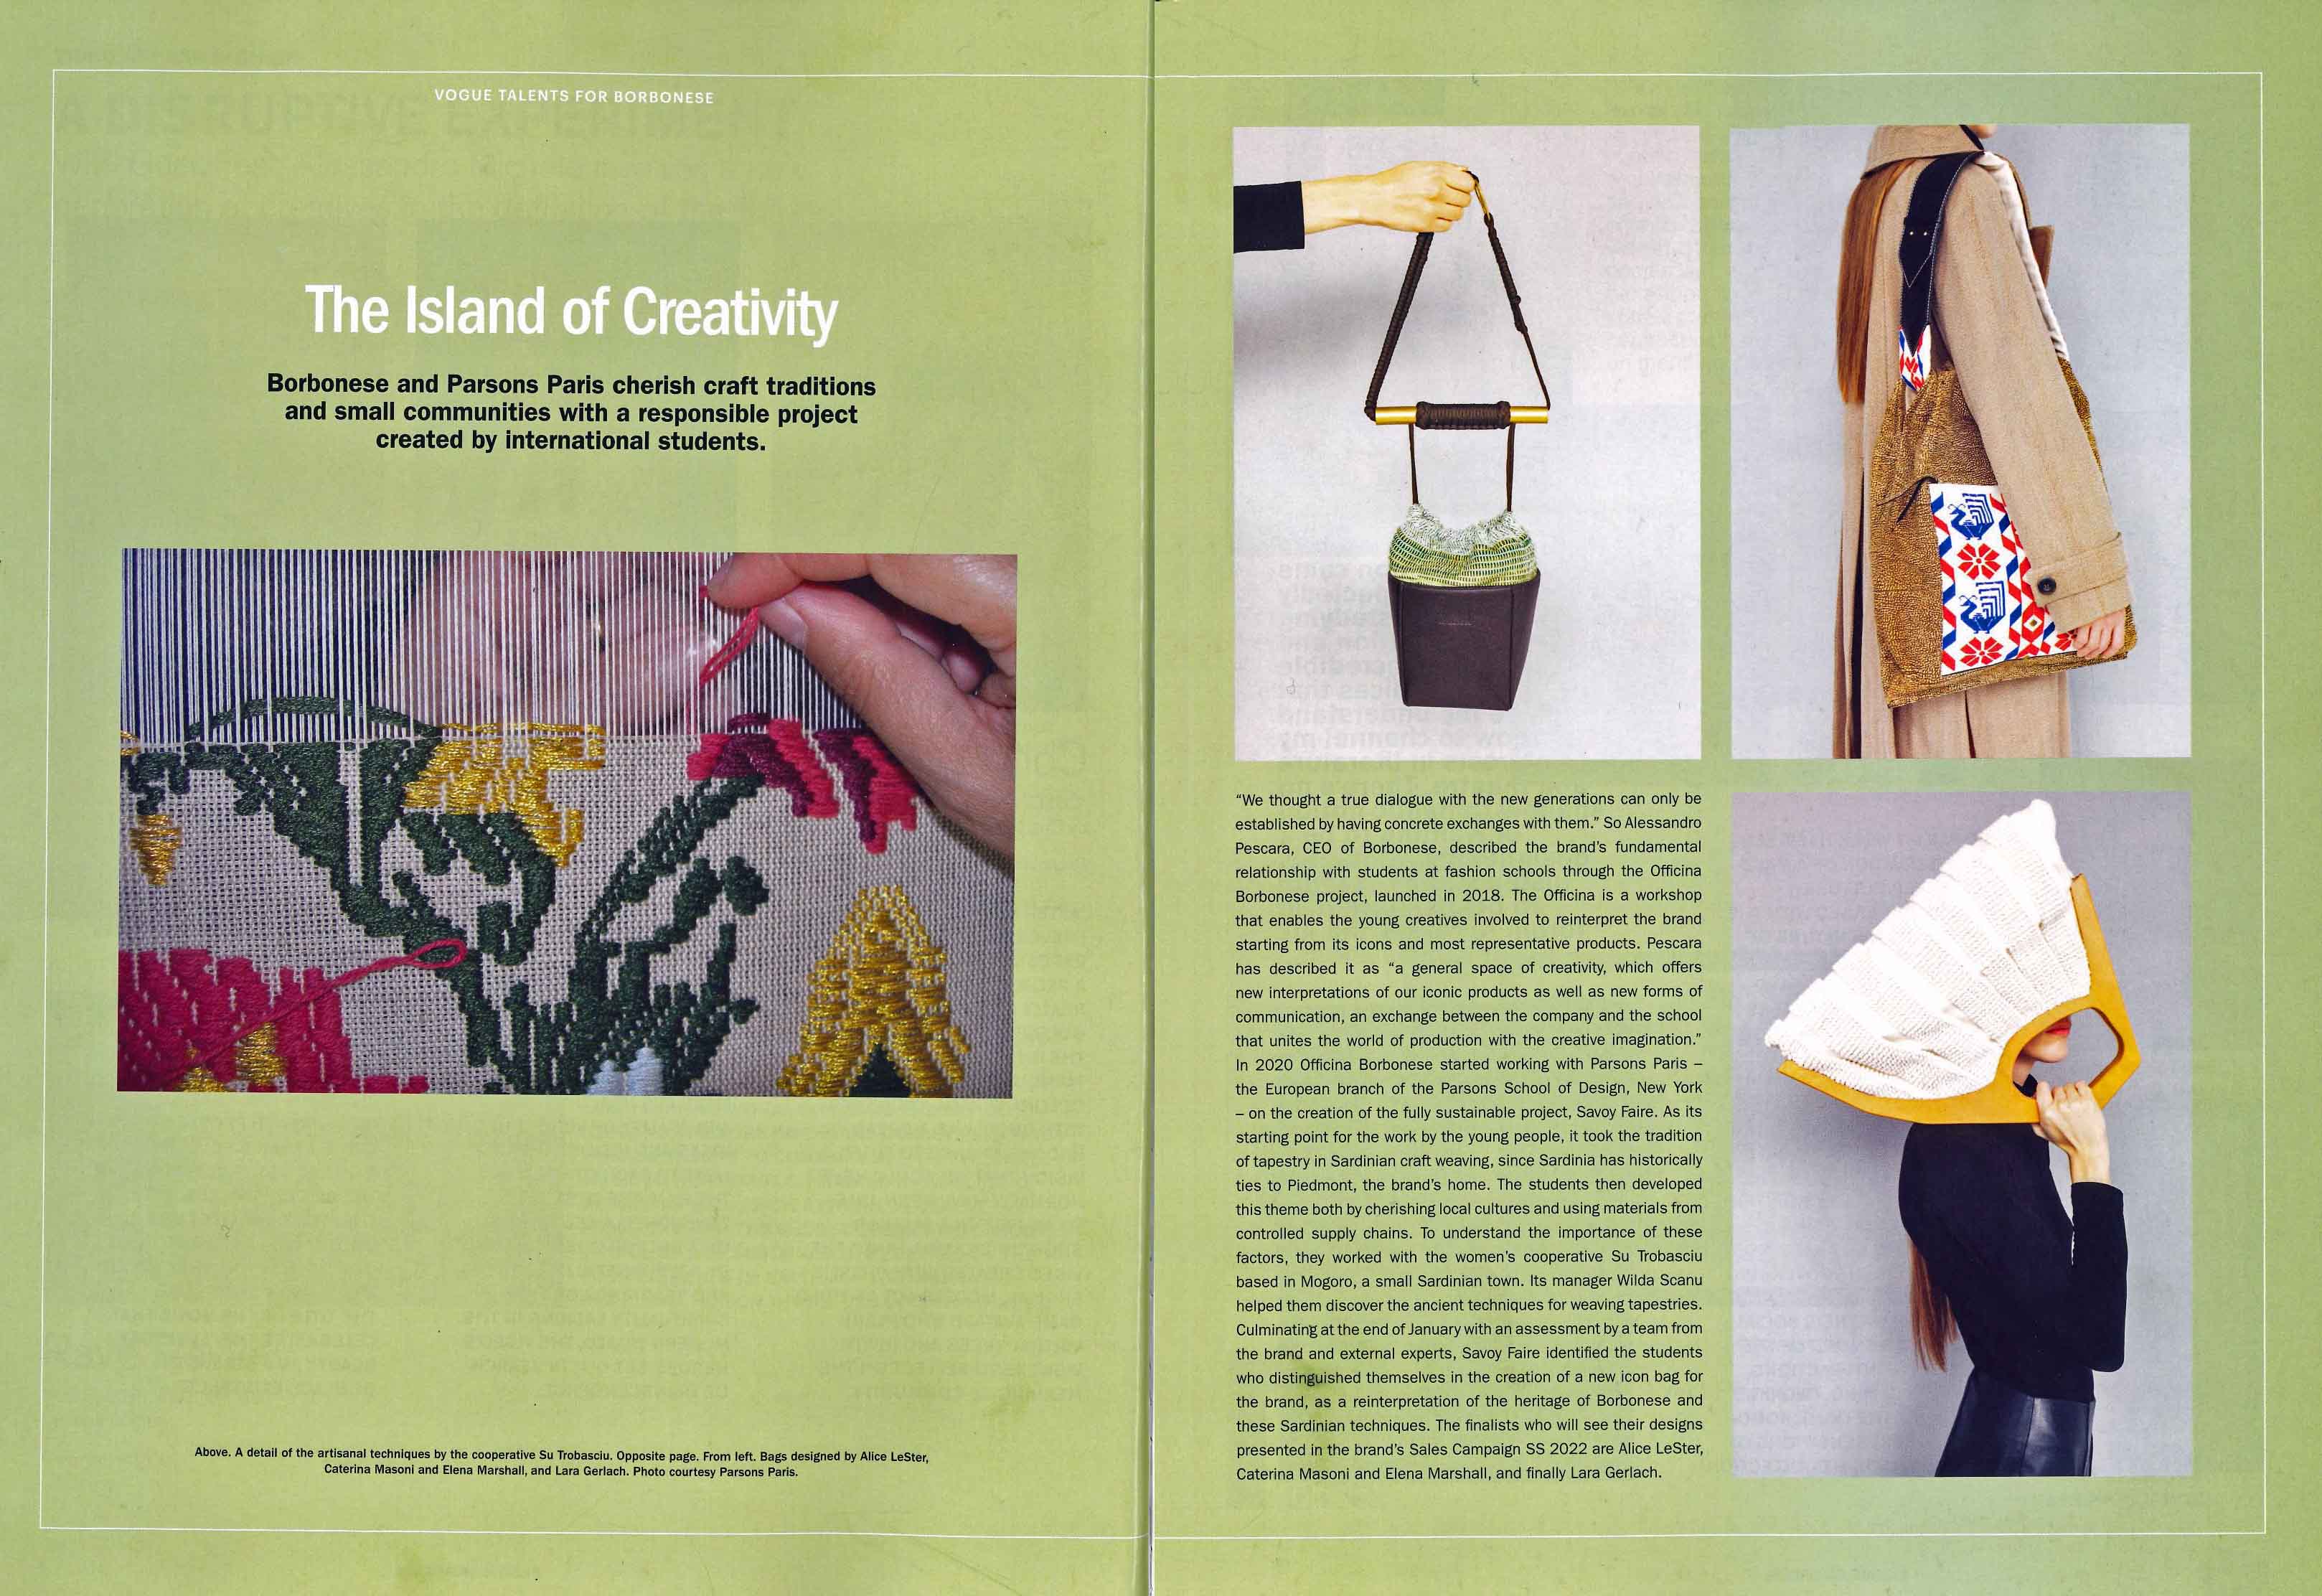 VOGUE TALENTS FOR BORBONESE
The Island of Creativity
Borbonese and Parsons Paris cherish craft traditions
and small communities with a responsible project
created by international students.
Above. A detail of the artisanal techniques by the cooperative Su Trobasciu. Opposite page. From left. Bags designed by Alice LeSter,
Caterina Masoni and Elena Marshall, and Lara Gerlach. Photo courtesy Parsons Paris.
“We thought a true dialogue with the new generations can only be
established by having concrete exchanges with them.” So Alessandro
Pescara, CEO of Borbonese, described the brand’s fundamental
relationship with students at fashion schools through the Officina
Borbonese project, launched in 2018. The Officina is a workshop
that enables the young creatives involved to reinterpret the brand
starting from its icons and most representative products. Pescara
has described it as “a general space of creativity, which offers
new interpretations of our iconic products as well as new forms of
communication, an exchange between the company and the school
that unites the world of production with the creative imagination.”
In 2020 Officina Borbonese started working with Parsons Paris –
the European branch of the Parsons School of Design, New York
– on the creation of the fully sustainable project, Savoy Faire. As its
starting point for the work by the young people, it took the tradition
of tapestry in Sardinian craft weaving, since Sardinia has historically
ties to Piedmont, the brand’s home. The students then developed
this theme both by cherishing local cultures and using materials from
controlled supply chains. To understand the importance of these
factors, they worked with the women’s cooperative Su Trobasciu
based in Mogoro, a small Sardinian town. Its manager Wilda Scanu
helped them discover the ancient techniques for weaving tapestries.
Culminating at the end of January with an assessment by a team from
the brand and external experts, Savoy Faire identified the students
who distinguished themselves in the creation of a new icon bag for
the brand, as a reinterpretation of the heritage of Borbonese and
these Sardinian techniques. The finalists who will see their designs
presented in the brand’s Sales Campaign SS 2022 are Alice LeSter,
Caterina Masoni and Elena Marshall, and finally Lara Gerlach.